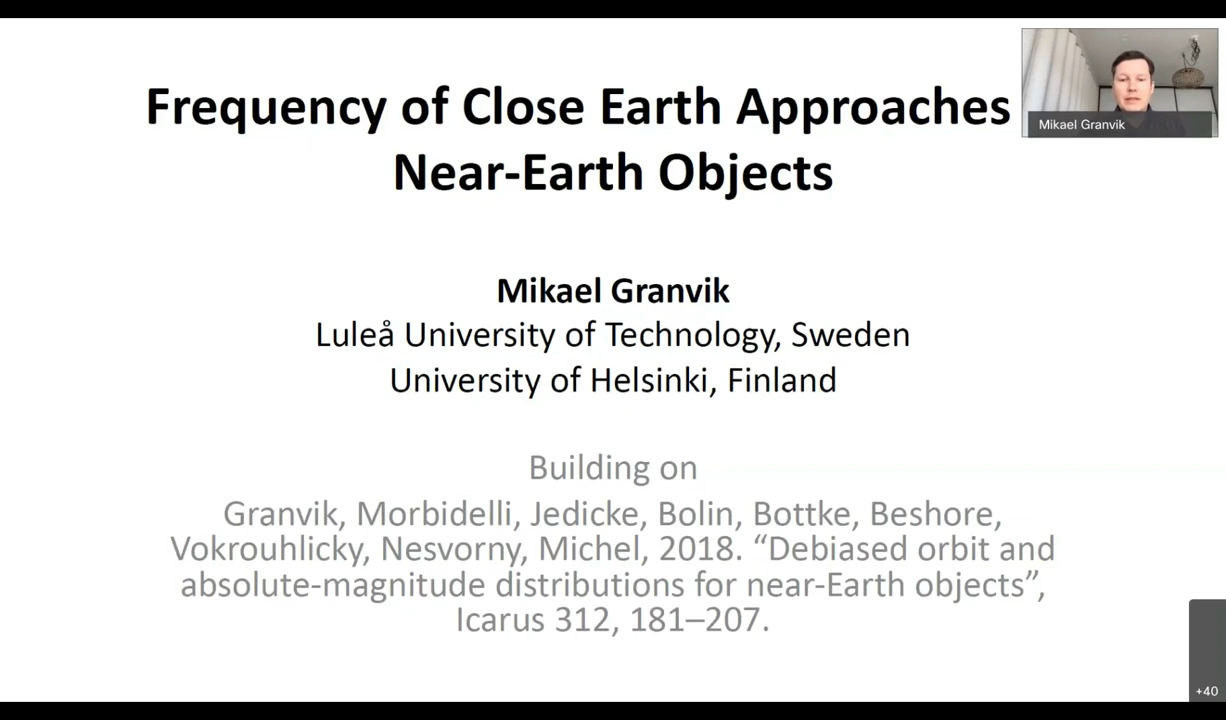 Frequency of Close Earth Approaches
Near-Earth Objects
Mikael Granvik
Mikael Granvik
Luleå University of Technology, Sweden
University of Helsinki, Finland
Building on
Granvik, Morbidelli, Jedicke, Bolin, Bottke, Beshore,
Vokrouhlicky, Nesvorny, Michel, 2018. “Debiased orbit and
absolute-magnitude distributions for near-Earth objects”,
Icarus 312, 181–207.
+40